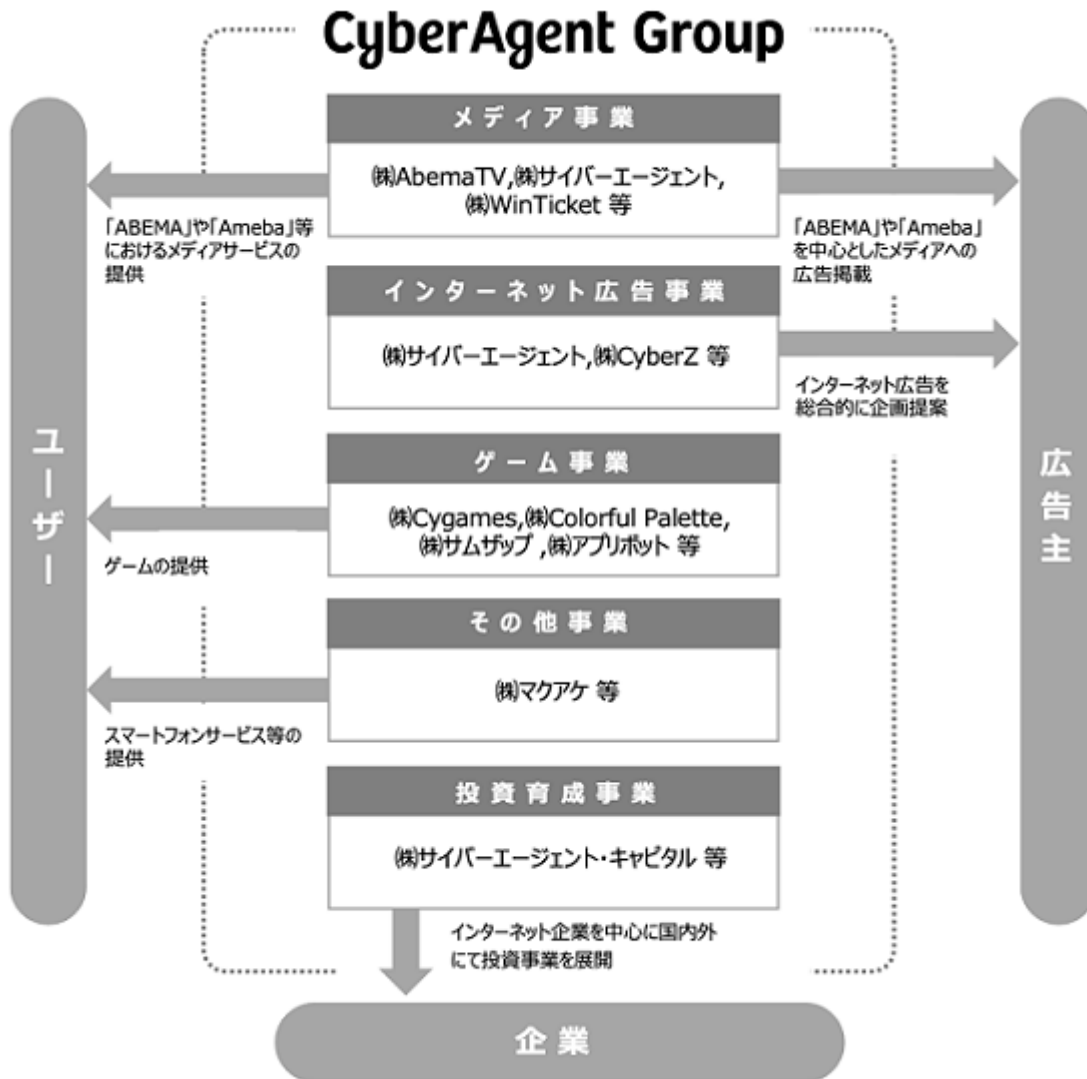 CyberAgent Group
メディア事業
㈱AbemaTV,㈱サイバーエージェント,
㈱WinTicket 等
「ABEMA」や「Ameba」等
におけるメディアサービスの
提供
「ABEMA」や「Ameba」
を中心としたメディアへの
広告掲載
インターネット広告事業
㈱サイバーエージェント,㈱CyberZ 等
インターネット広告を
総合的に企画提案
ユーザー
広告主
ゲーム事業
㈱Cygames,㈱Colorful Palette,
㈱サムザップ ,㈱アプリボット 等
ゲームの提供
その他事業
㈱マクアケ 等
スマートフォンサービス等の
提供
投資育成事業
㈱サイバーエージェント・キャピタル 等
インターネット企業を中心に国内外
にて投資事業を展開
企業